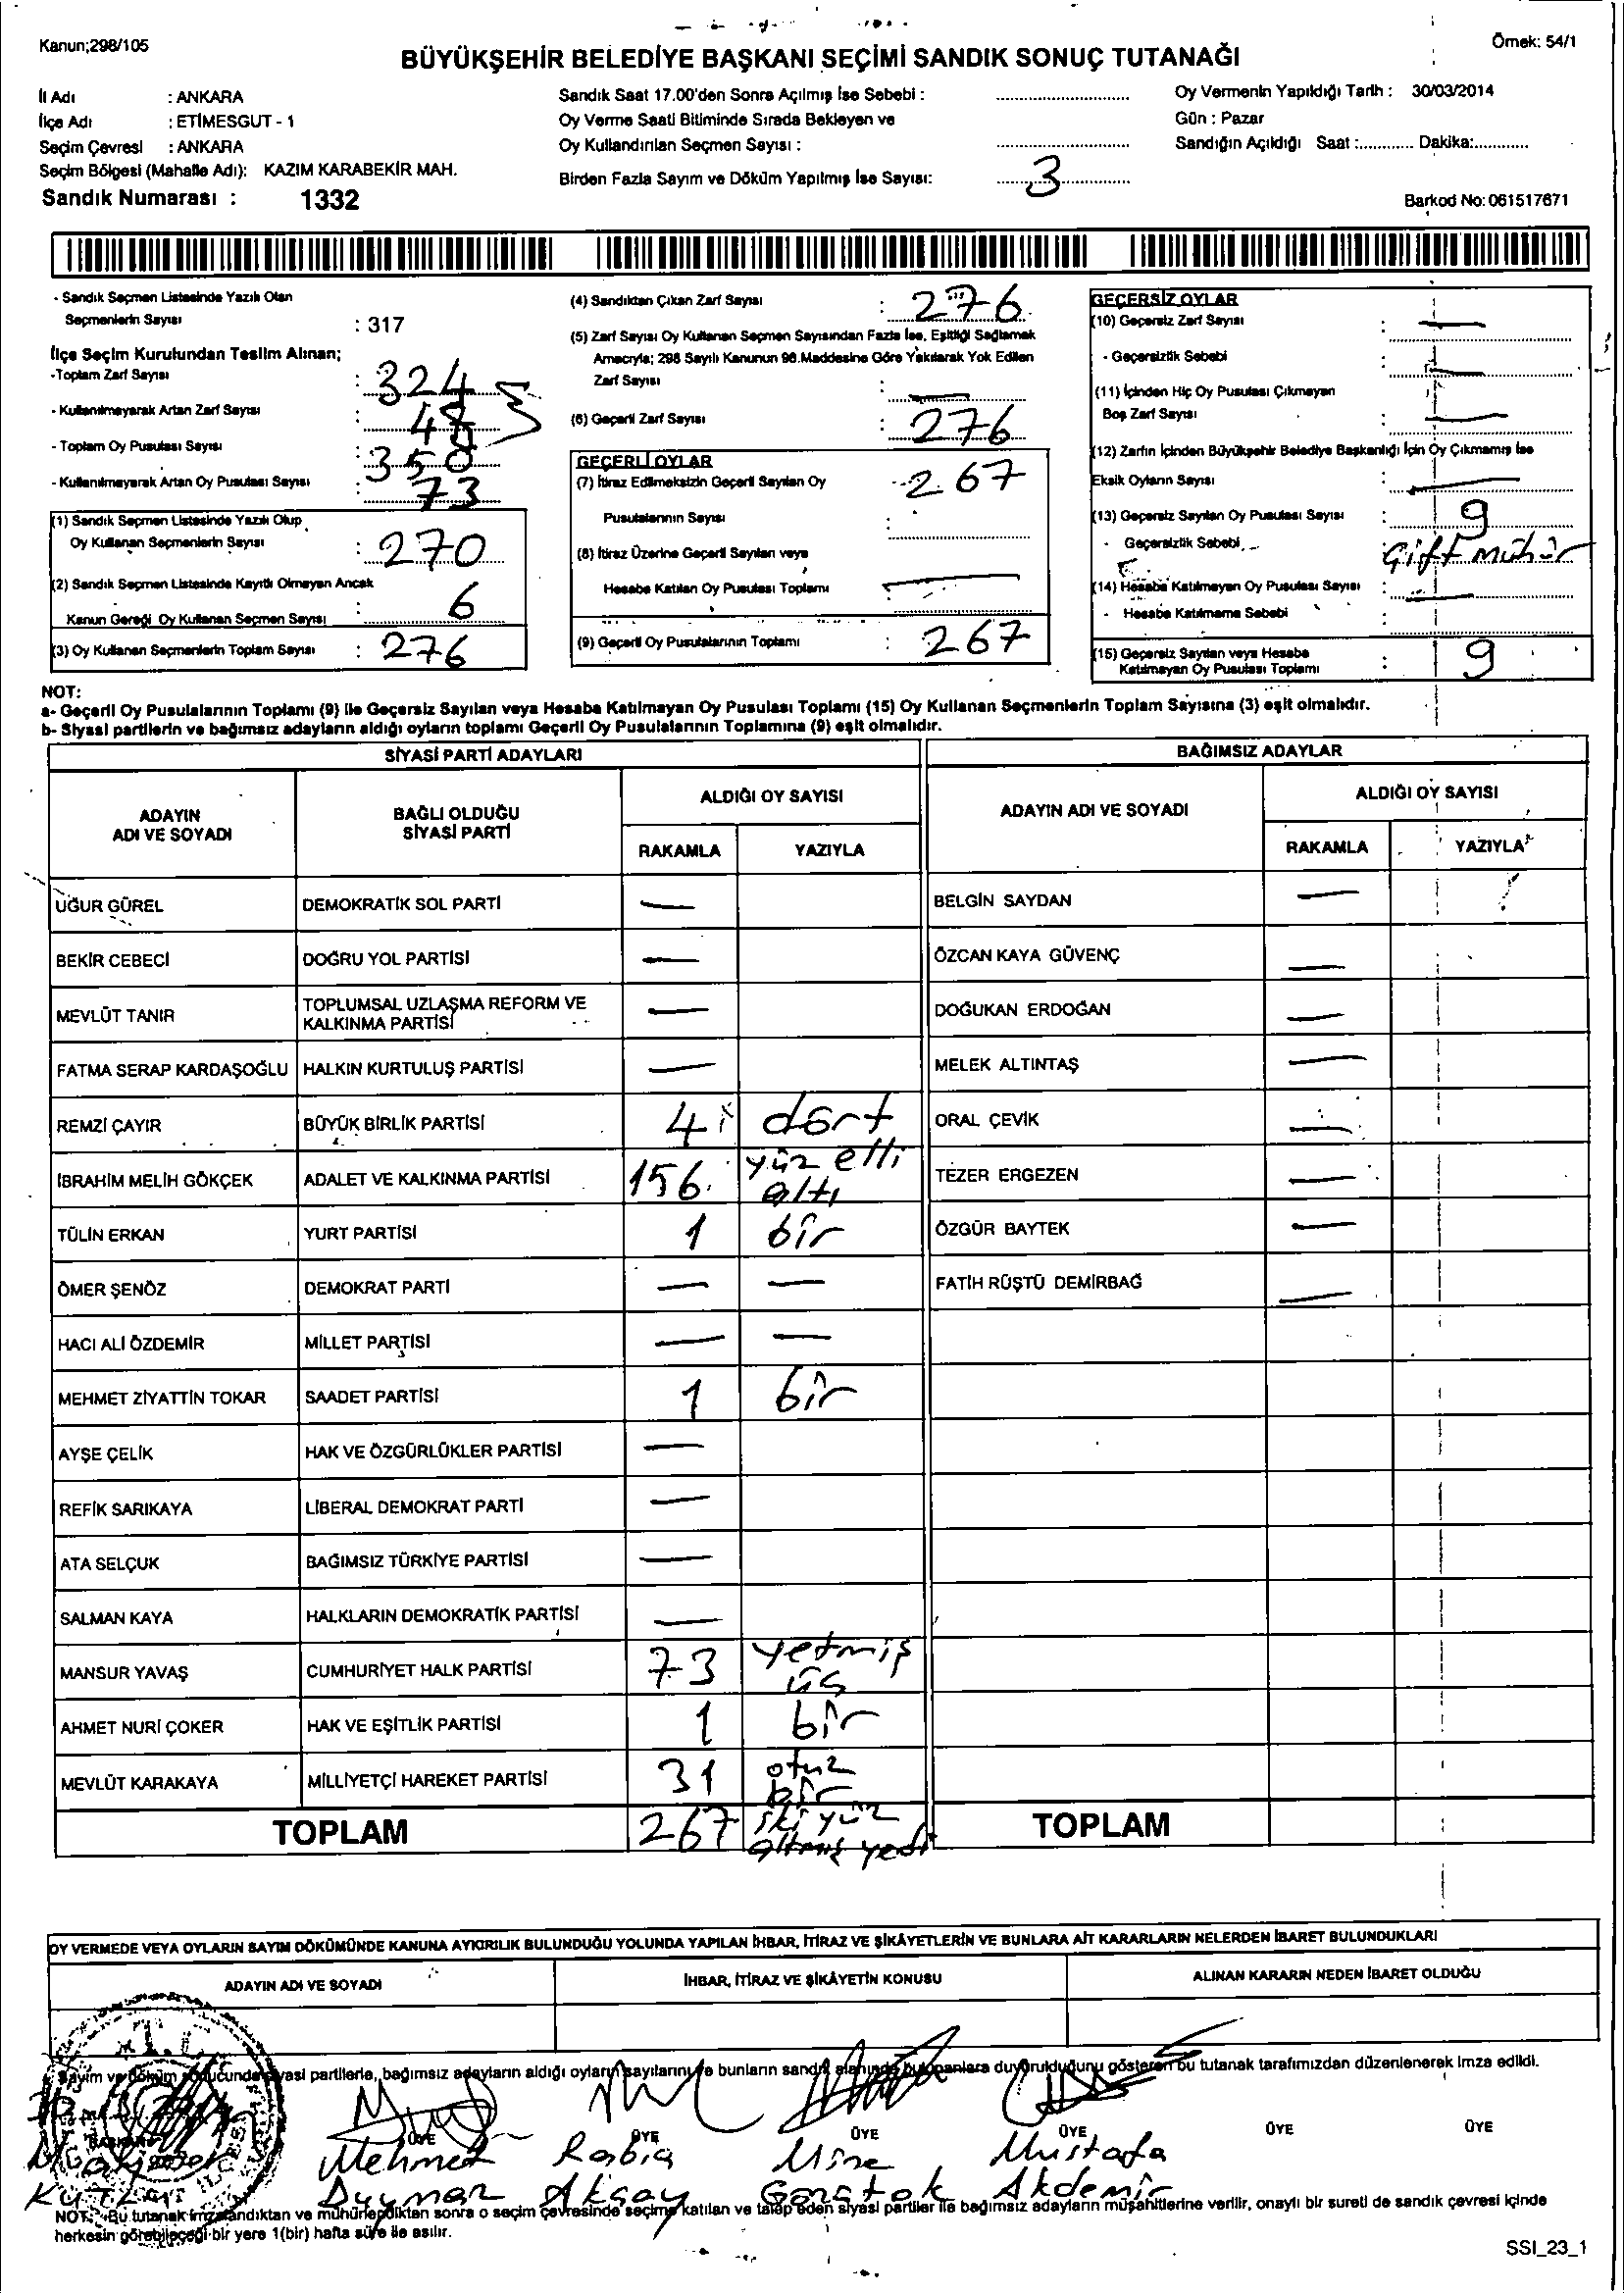 Kanun;298/105
Örnek: 54/1
BÜYÜKŞEHİR BELEDİYE BAŞKANI SEÇİMİ SANDIK SONUÇ TUTANAĞI
İl Adı : ANKARA
İlçe Adı : ETİMESGUT - 1
Seçim Çevresi : ANKARA
Seçim Bölgesi (Mahalle Adı): KAZIM KARABEKİR MAH.
Sandık Numarası : 1332
Sandık Saat 17.00'den Sonra Açılmış İse Sebebi :
Oy Verme Saati Bitiminde Sırada Bekleyen ve
Oy Kullandırılan Seçmen Sayısı :
Birden Fazla Sayım ve Döküm Yapılmış İse Sayısı: 3
Oy Vermenin Yapıldığı Tarih : 30/03/2014
Gün : Pazar
Sandığın Açıldığı Saat :............ Dakika:...........
Barkod No: 061517671
- Sandık Seçmen Listesinde Yazılı Olan
Seçmenlerin Sayısı : 317
İlçe Seçim Kurulundan Teslim Alınan;
-Toplam Zarf Sayısı : 324
- Kullanılmayarak Artan Zarf Sayısı : 48
- Toplam Oy Pusulası Sayısı : 350
- Kullanılmayarak Artan Oy Pusulası Sayısı : 73
(1) Sandık Seçmen Listesinde Yazılı Olup
Oy Kullanan Seçmenlerin Sayısı : 270
(2) Sandık Seçmen Listesinde Kayıtlı Olmayan Ancak
Kanun Gereği Oy Kullanan Seçmen Sayısı : 6
(3) Oy Kullanan Seçmenlerin Toplam Sayısı : 276
(4) Sandıktan Çıkan Zarf Sayısı : 276
(5) Zarf Sayısı Oy Kullanan Seçmen Sayısından Fazla İse, Eşitliği Sağlamak
Amacıyla; 298 Sayılı Kanunun 98.Maddesine Göre Yakılarak Yok Edilen
Zarf Sayısı : —
(6) Geçerli Zarf Sayısı : 276
GEÇERLİ OYLAR
(7) İtiraz Edilmeksizin Geçerli Sayılan Oy 267
Pusulalarının Sayısı :
(8) İtiraz Üzerine Geçerli Sayılan veya
Hesaba Katılan Oy Pusulası Toplamı —
(9) Geçerli Oy Pusulalarının Toplamı : 267
GEÇERSİZ OYLAR
(10) Geçersiz Zarf Sayısı : —
- Geçersizlik Sebebi : —
(11) İçinden Hiç Oy Pusulası Çıkmayan
Boş Zarf Sayısı : —
(12) Zarfın İçinden Büyükşehir Belediye Başkanlığı İçin Oy Çıkmamış İse
Eksik Oyların Sayısı : —
(13) Geçersiz Sayılan Oy Pusulası Sayısı : 9
- Geçersizlik Sebebi Çift mühür
(14) Hesaba Katılmayan Oy Pusulası Sayısı : —
- Hesaba Katılmama Sebebi :
(15) Geçersiz Sayılan veya Hesaba
Katılmayan Oy Pusulası Toplamı : 9
NOT:
a- Geçerli Oy Pusulalarının Toplamı (9) ile Geçersiz Sayılan veya Hesaba Katılmayan Oy Pusulası Toplamı (15) Oy Kullanan Seçmenlerin Toplam Sayısına (3) eşit olmalıdır.
b- Siyasi partilerin ve bağımsız adayların aldığı oyların toplamı Geçerli Oy Pusulalarının Toplamına (9) eşit olmalıdır.
SİYASİ PARTİ ADAYLARI
BAĞIMSIZ ADAYLAR
ADAYIN
ADI VE SOYADI
BAĞLI OLDUĞU
SİYASİ PARTİ
ALDIĞI OY SAYISI
RAKAMLA YAZIYLA
ADAYIN ADI VE SOYADI
ALDIĞI OY SAYISI
RAKAMLA YAZIYLA
UĞUR GÜREL DEMOKRATİK SOL PARTİ — BELGİN SAYDAN —
BEKİR CEBECİ DOĞRU YOL PARTİSİ — ÖZCAN KAYA GÜVENÇ —
MEVLÜT TANIR TOPLUMSAL UZLAŞMA REFORM VE
KALKINMA PARTİSİ — DOĞUKAN ERDOĞAN —
FATMA SERAP KARDAŞOĞLU HALKIN KURTULUŞ PARTİSİ — MELEK ALTINTAŞ —
REMZİ ÇAYIR BÜYÜK BİRLİK PARTİSİ 4 dört ORAL ÇEVİK —
İBRAHİM MELİH GÖKÇEK ADALET VE KALKINMA PARTİSİ 156 yüz elli
altı TEZER ERGEZEN —
TÜLİN ERKAN YURT PARTİSİ 1 bir ÖZGÜR BAYTEK —
ÖMER ŞENÖZ DEMOKRAT PARTİ — — FATİH RÜŞTÜ DEMİRBAĞ —
HACI ALİ ÖZDEMİR MİLLET PARTİSİ — —
MEHMET ZİYATTİN TOKAR SAADET PARTİSİ 1 bir
AYŞE ÇELİK HAK VE ÖZGÜRLÜKLER PARTİSİ —
REFİK SARIKAYA LİBERAL DEMOKRAT PARTİ —
ATA SELÇUK BAĞIMSIZ TÜRKİYE PARTİSİ —
SALMAN KAYA HALKLARIN DEMOKRATİK PARTİSİ —
MANSUR YAVAŞ CUMHURİYET HALK PARTİSİ 73 yetmiş
üç
AHMET NURİ ÇOKER HAK VE EŞİTLİK PARTİSİ 1 bir
MEVLÜT KARAKAYA MİLLİYETÇİ HAREKET PARTİSİ 31 otuz
bir
TOPLAM 267 iki yüz
altmış yedi TOPLAM
OY VERMEDE VEYA OYLARIN SAYIM DÖKÜMÜNDE KANUNA AYKIRILIK BULUNDUĞU YOLUNDA YAPILAN İHBAR, İTİRAZ VE ŞİKÂYETLERİN VE BUNLARA AİT KARARLARIN NELERDEN İBARET BULUNDUKLARI
ADAYIN ADI VE SOYADI İHBAR, İTİRAZ VE ŞİKÂYETİN KONUSU ALINAN KARARIN NEDEN İBARET OLDUĞU
Sayım ve döküm sonucunda siyasi partilerle, bağımsız adayların aldığı oyların sayılarını ve bunların sandık alanında bulunanlara duyurulduğunu gösteren bu tutanak tarafımızdan düzenlenerek imza edildi.
ÜYE ÜYE ÜYE ÜYE ÜYE ÜYE
Mehmet Rabia Mine Mustafa
Duymaz Aksay Akdemir
NOT: Bu tutanak imzalandıktan ve mühürlendikten sonra o seçim çevresinde seçime katılan ve talep eden siyasi partiler ile bağımsız adayların müşahitlerine verilir, onaylı bir sureti de sandık çevresi içinde
herkesin görebileceği bir yere 1(bir) hafta süre ile asılır.
SSI_23_1